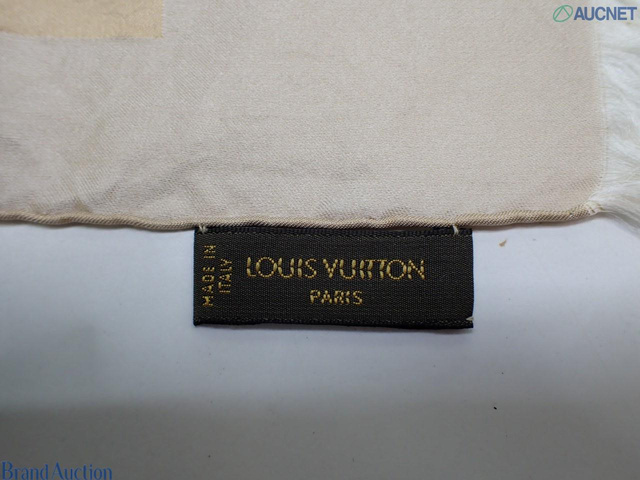 AUCNET
MADE IN
ITALY
LOUIS VUITTON
PARIS
Brand Auction